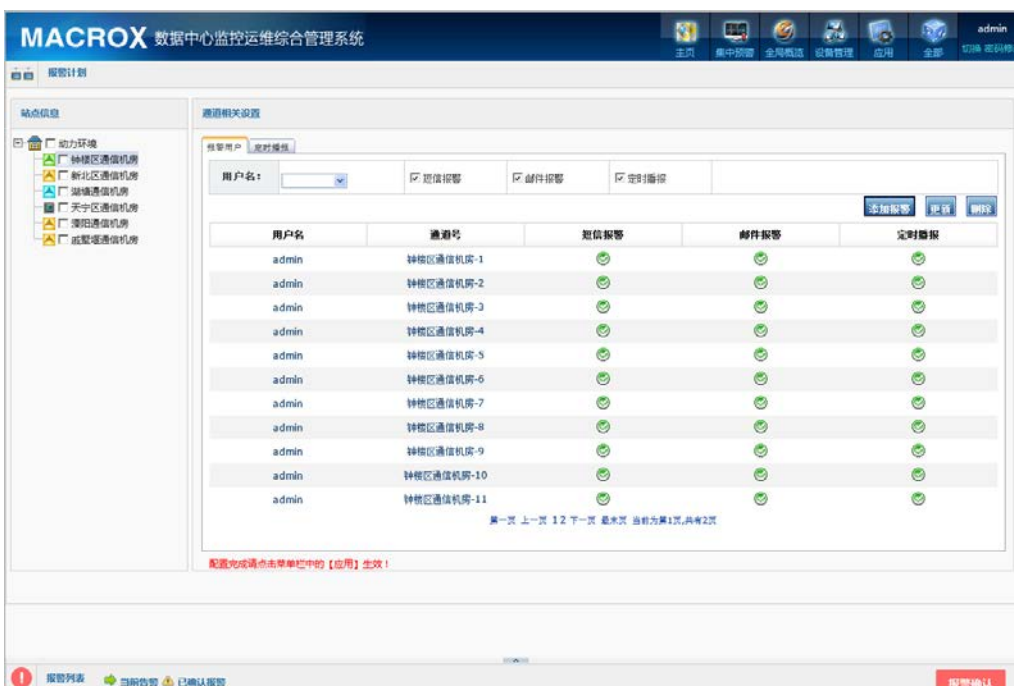 MACROX 数据中心监控运维综合管理系统
主页 集中预警 全局概览 设备管理 应用 全部
admin
切换 密码修
报警计划
站点信息
动力环境
钟楼区通信机房
新北区通信机房
湖塘通信机房
天宁区通信机房
溧阳通信机房
戚墅堰通信机房
通道相关设置
报警用户 定时播报
用户名： 短信报警 邮件报警 定时播报
添加报警 更新 删除
用户名 通道号 短信报警 邮件报警 定时播报
admin 钟楼区通信机房-1
admin 钟楼区通信机房-2
admin 钟楼区通信机房-3
admin 钟楼区通信机房-4
admin 钟楼区通信机房-5
admin 钟楼区通信机房-6
admin 钟楼区通信机房-7
admin 钟楼区通信机房-8
admin 钟楼区通信机房-9
admin 钟楼区通信机房-10
admin 钟楼区通信机房-11
第一页 上一页 1 2 下一页 最末页 当前为第1页,共有2页
配置完成请点击菜单栏中的【应用】生效！
报警列表 当前告警 已确认报警
报警确认